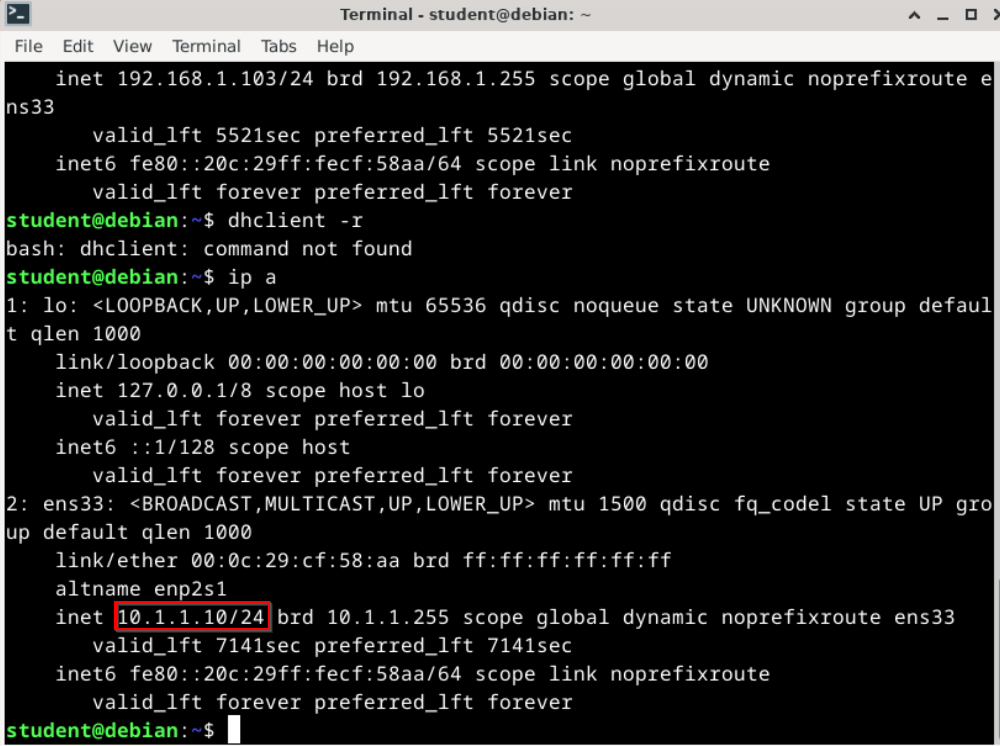 Terminal - student@debian: ~
File Edit View Terminal Tabs Help
inet 192.168.1.103/24 brd 192.168.1.255 scope global dynamic noprefixroute e
ns33
valid_lft 5521sec preferred_lft 5521sec
inet6 fe80::20c:29ff:fecf:58aa/64 scope link noprefixroute
valid_lft forever preferred_lft forever
student@debian:~$ dhclient -r
bash: dhclient: command not found
student@debian:~$ ip a
1: lo: <LOOPBACK,UP,LOWER_UP> mtu 65536 qdisc noqueue state UNKNOWN group defaul
t qlen 1000
link/loopback 00:00:00:00:00:00 brd 00:00:00:00:00:00
inet 127.0.0.1/8 scope host lo
valid_lft forever preferred_lft forever
inet6 ::1/128 scope host
valid_lft forever preferred_lft forever
2: ens33: <BROADCAST,MULTICAST,UP,LOWER_UP> mtu 1500 qdisc fq_codel state UP gro
up default qlen 1000
link/ether 00:0c:29:cf:58:aa brd ff:ff:ff:ff:ff:ff
altname enp2s1
inet 10.1.1.10/24 brd 10.1.1.255 scope global dynamic noprefixroute ens33
valid_lft 7141sec preferred_lft 7141sec
inet6 fe80::20c:29ff:fecf:58aa/64 scope link noprefixroute
valid_lft forever preferred_lft forever
student@debian:~$